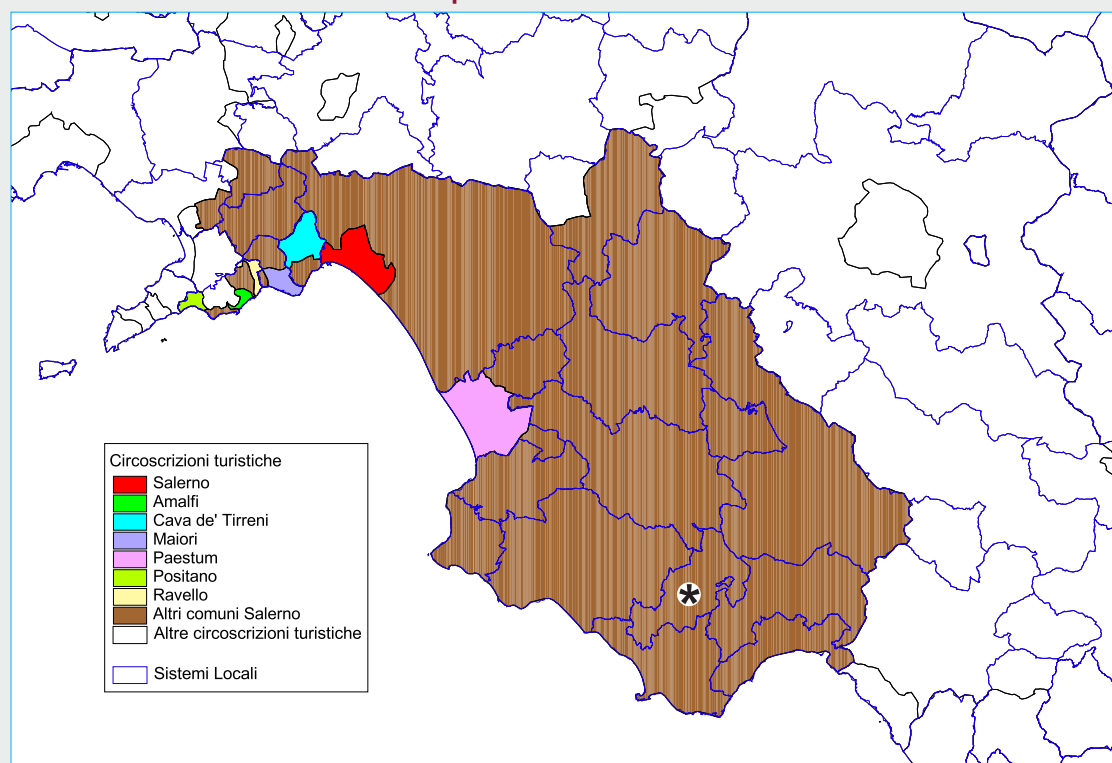 Circoscrizioni turistiche
Salerno
Amalfi
Cava de' Tirreni
Maiori
Paestum
Positano
Ravello
Altri comuni Salerno
Altre circoscrizioni turistiche
Sistemi Locali
*